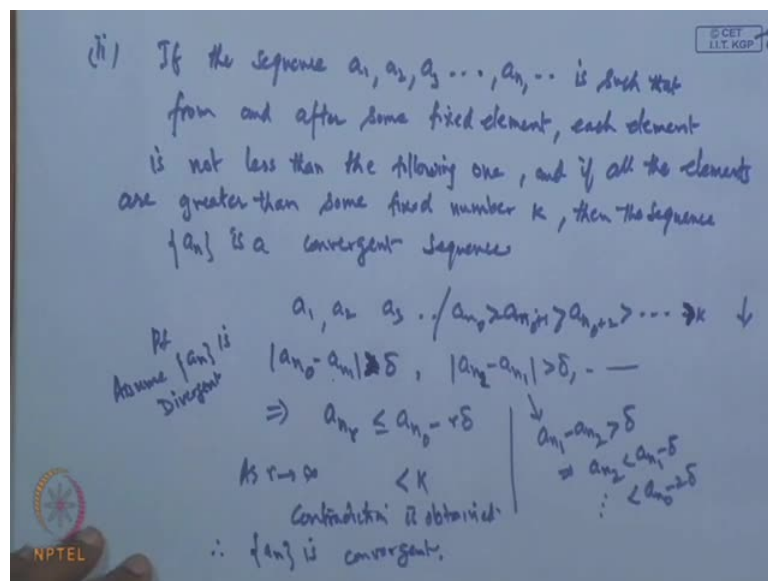 © CET
I.I.T. KGP
(ii) If the sequence a₁, a₂, a₃ ..., aₙ, .. is such that
from and after some fixed element, each element
is not less than the following one, and if all the elements
are greater than some fixed number K, then the sequence
{aₙ} is a convergent sequence
a₁, a₂ a₃ .. / aₙ₀ > aₙ₀₊₁ > aₙ₀₊₂ > ... > K ↓
Pf
Assume {aₙ} is
Divergent
|aₙ₀ - aₙ₁| > δ, |aₙ₂ - aₙ₁| > δ, . —
⇒ aₙᵣ ≤ aₙ₀ - rδ
As r → ∞ < K
Contradiction is obtained.
∴ {aₙ} is convergent.
↓
aₙ₁ - aₙ₂ > δ
⇒ aₙ₂ < aₙ₁ - δ
⋮ < aₙ₀ - 2δ
NPTEL